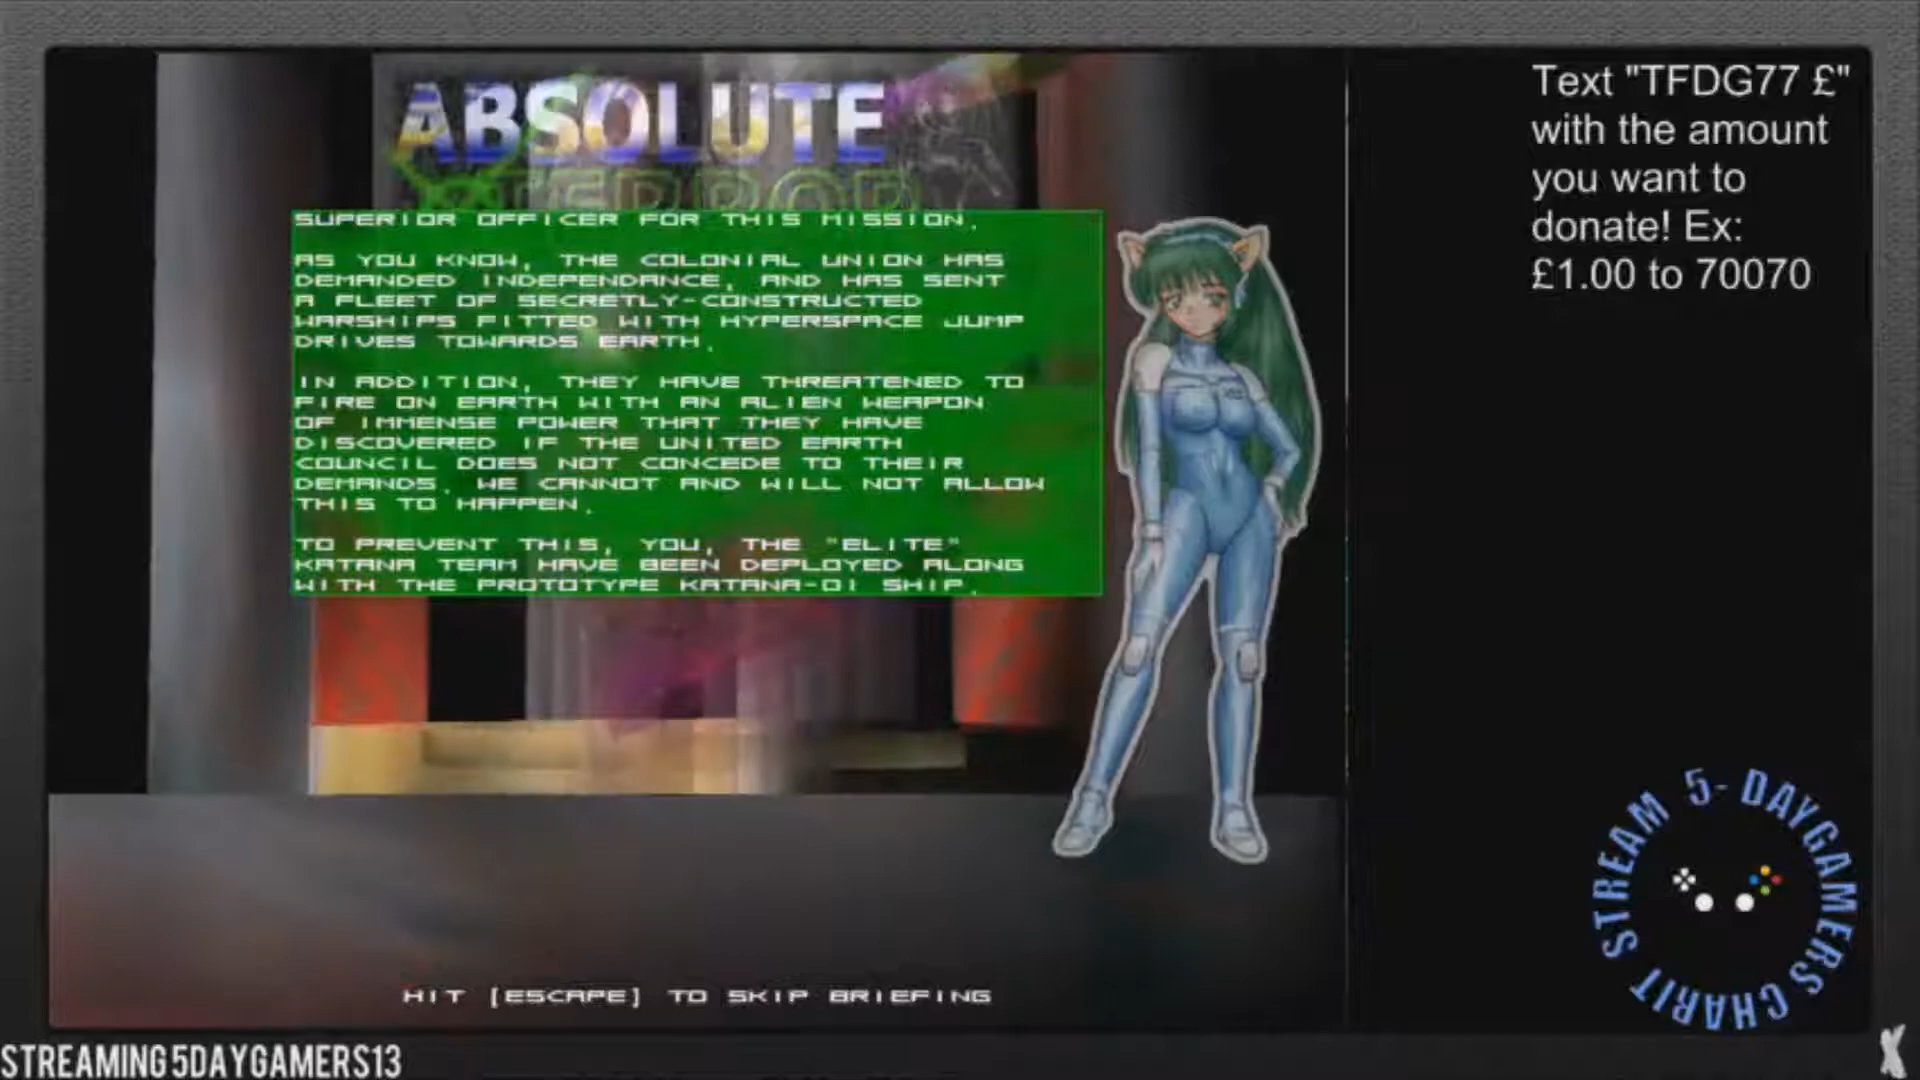 ABSOLUTE
TERROR
SUPERIOR OFFICER FOR THIS MISSION.
AS YOU KNOW, THE COLONIAL UNION HAS
DEMANDED INDEPENDANCE, AND HAS SENT
A FLEET OF SECRETLY-CONSTRUCTED
WARSHIPS FITTED WITH HYPERSPACE JUMP
DRIVES TOWARDS EARTH.
IN ADDITION, THEY HAVE THREATENED TO
FIRE ON EARTH WITH AN ALIEN WEAPON
OF IMMENSE POWER THAT THEY HAVE
DISCOVERED IF THE UNITED EARTH
COUNCIL DOES NOT CONCEDE TO THEIR
DEMANDS. WE CANNOT AND WILL NOT ALLOW
THIS TO HAPPEN.
TO PREVENT THIS, YOU, THE "ELITE"
KATANA TEAM HAVE BEEN DEPLOYED ALONG
WITH THE PROTOTYPE KATANA-01 SHIP.
HIT [ESCAPE] TO SKIP BRIEFING
Text "TFDG77 £"
with the amount
you want to
donate! Ex:
£1.00 to 70070
5-DAYGAMERS CHARIT STREAM
STREAMING 5DAYGAMERS13
X